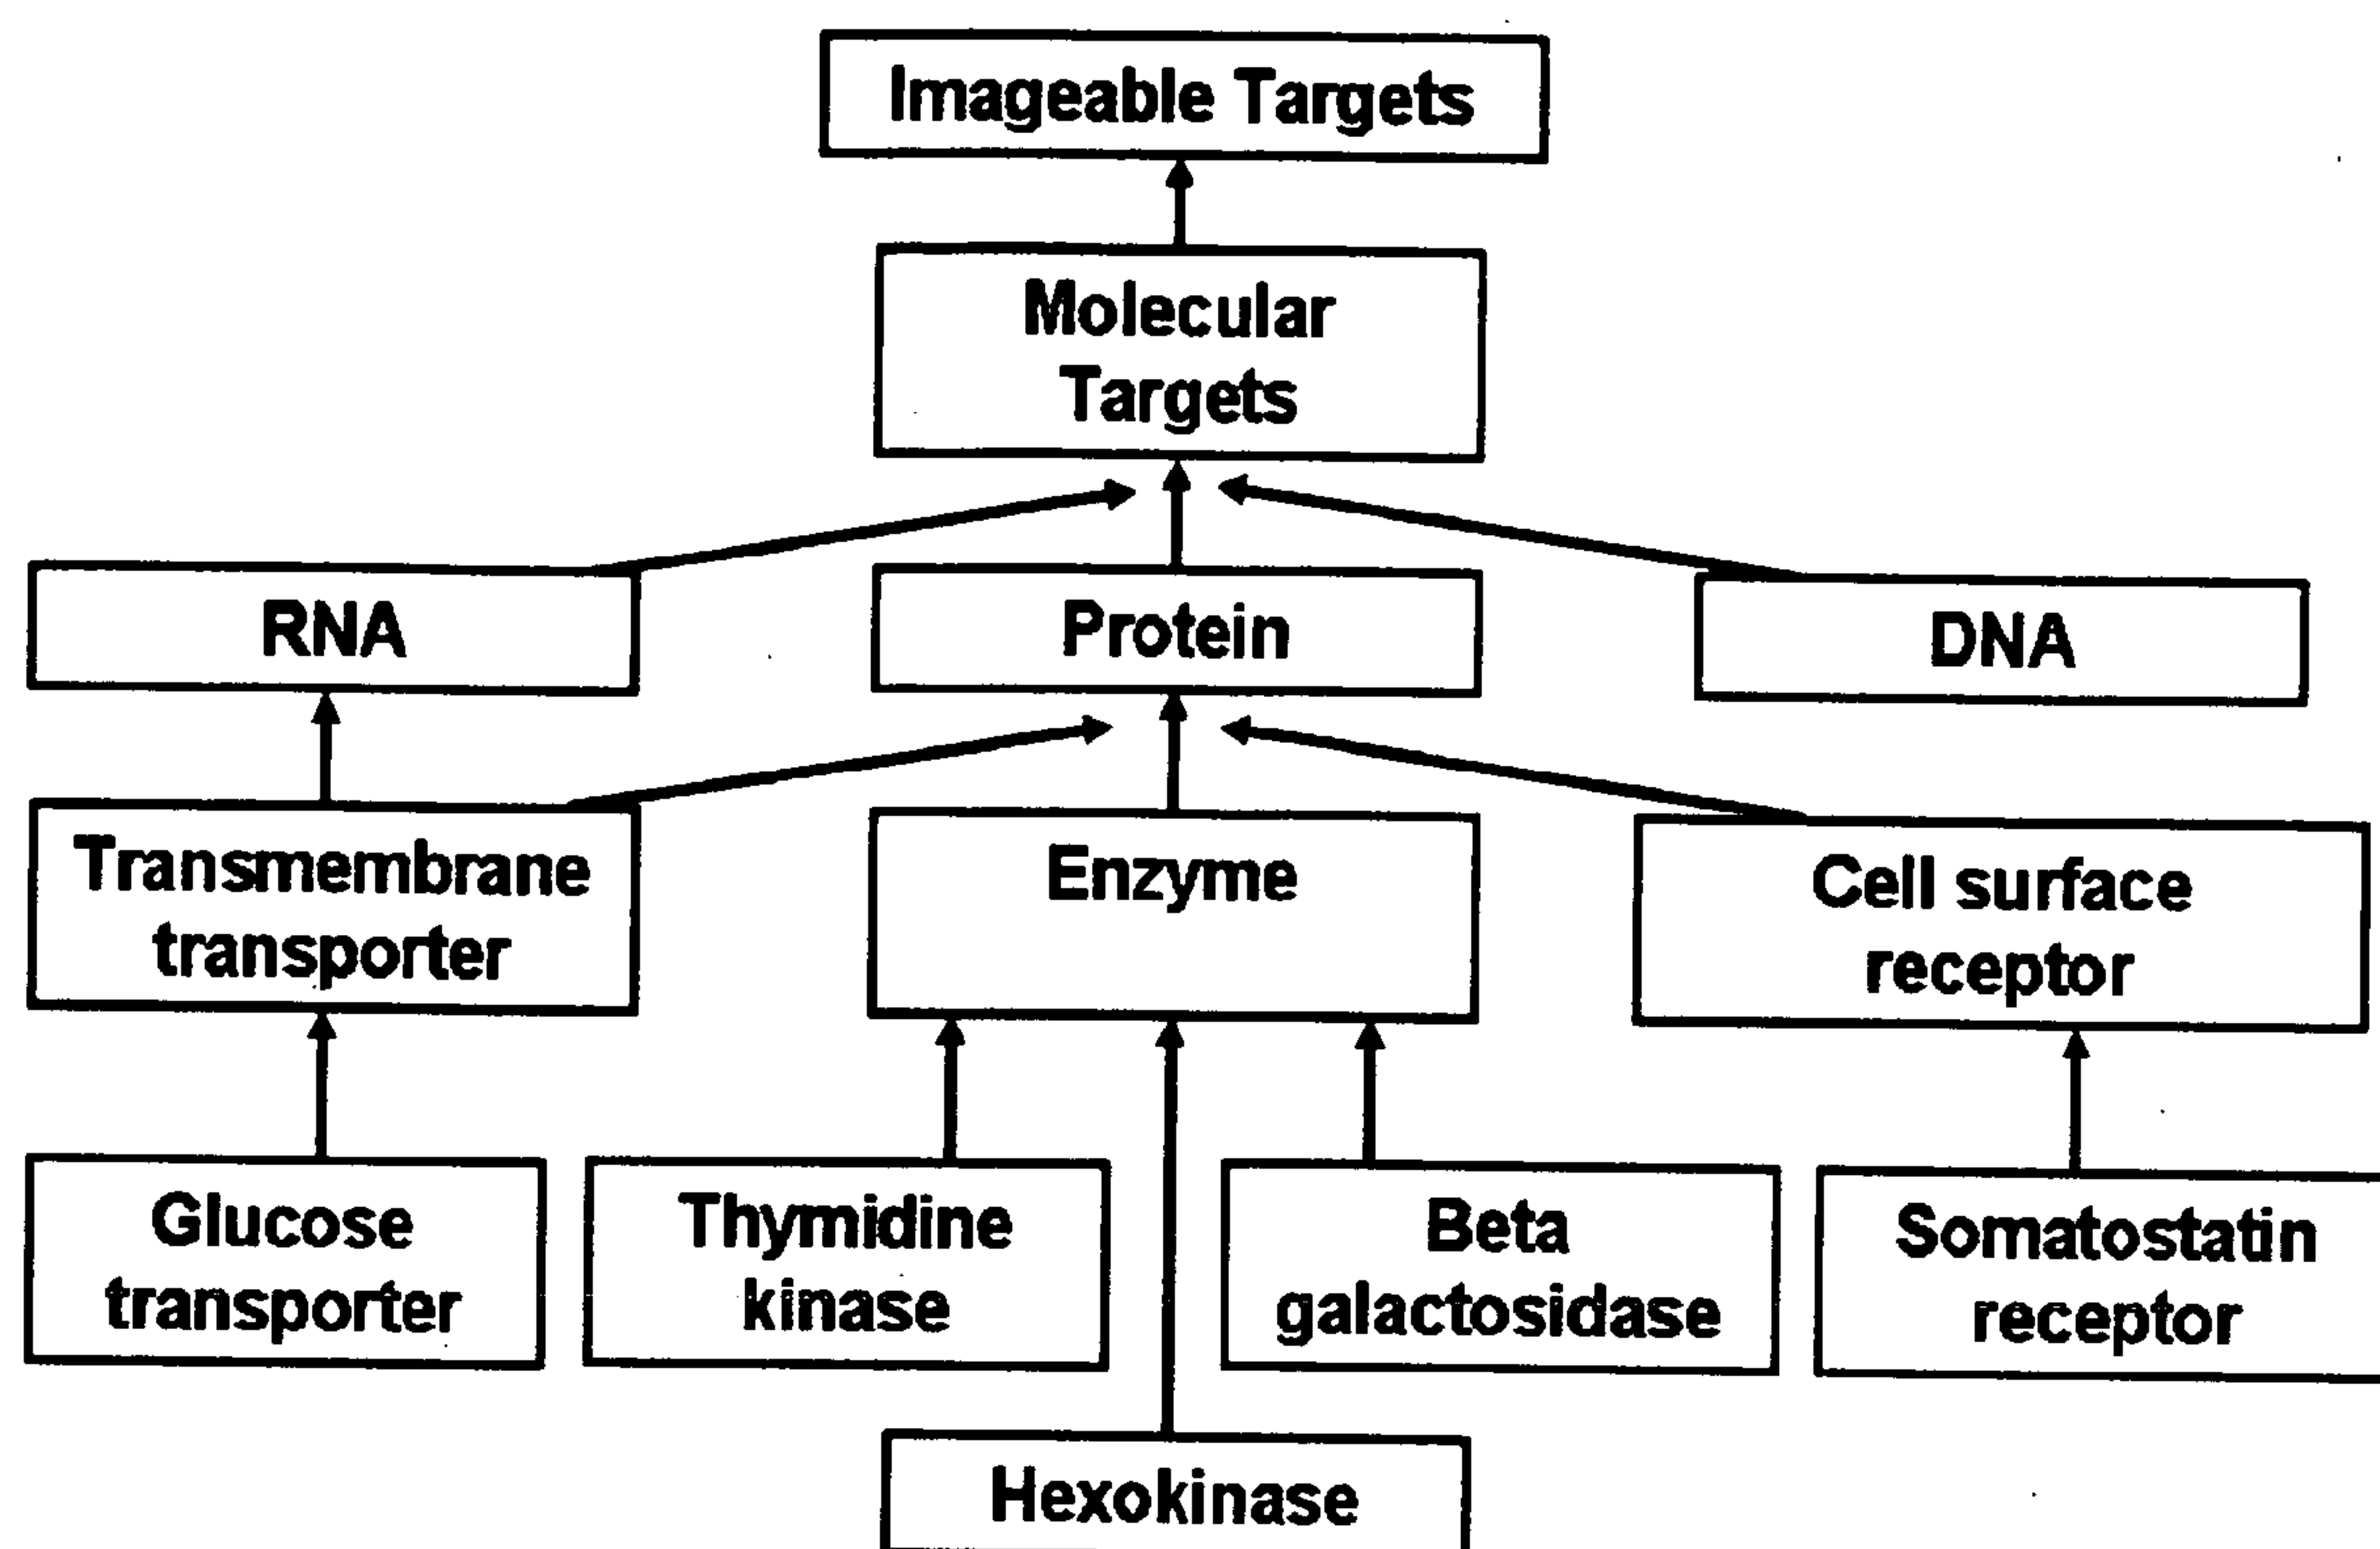 Imageable Targets
Molecular
Targets
RNA
Protein
DNA
Transmembrane
transporter
Enzyme
Cell surface
receptor
Glucose
transporter
Thymidine
kinase
Beta
galactosidase
Somatostatin
receptor
Hexokinase